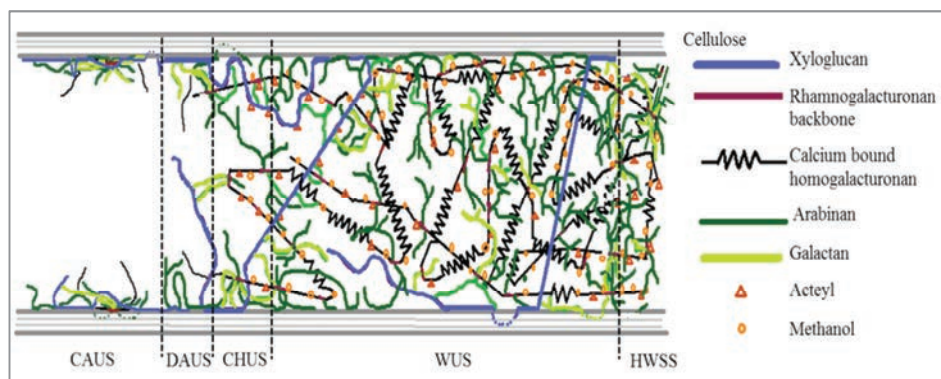 Cellulose
Xyloglucan
Rhamnogalacturonan
backbone
Calcium bound
homogalacturonan
Arabinan
Galactan
Acteyl
Methanol
CAUS
DAUS
CHUS
WUS
HWSS